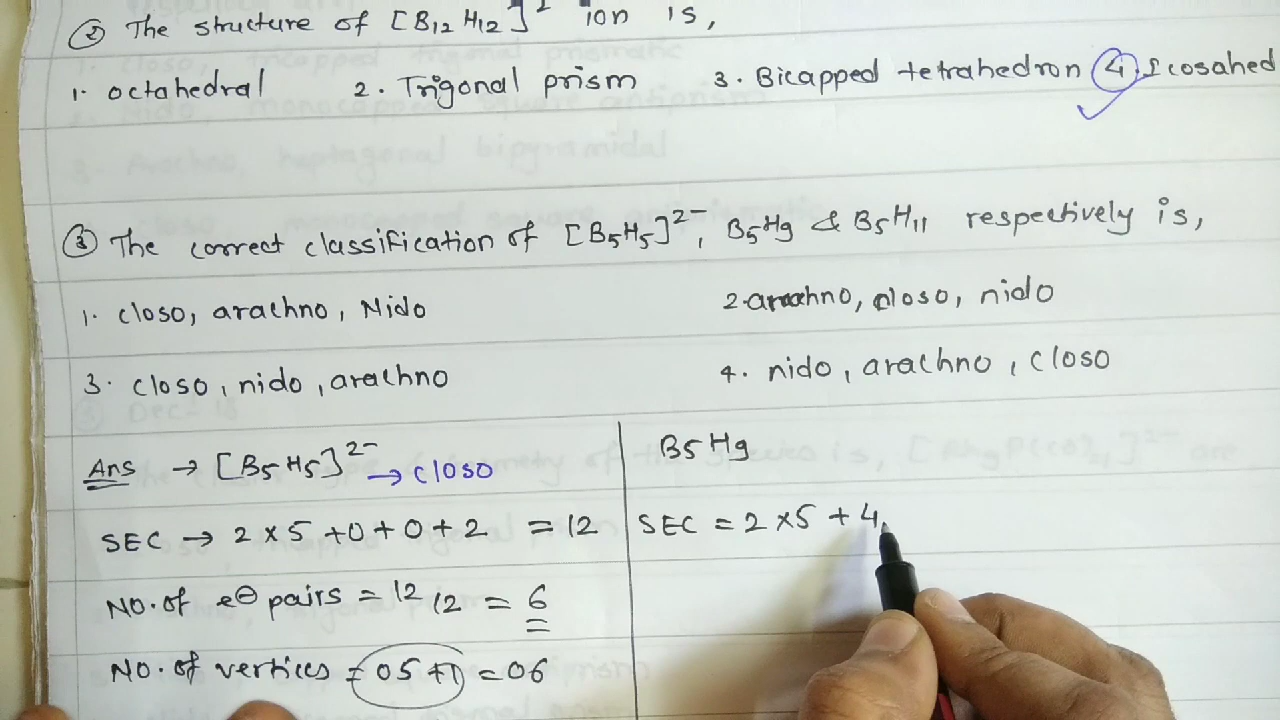 ② The structure of [B12 H12]2- ion is,
1. octahedral 2. Trigonal prism 3. Bicapped tetrahedron 4. Icosahed
③ The correct classification of [B5H5]2-, B5H9 & B5H11 respectively is,
1. closo, arachno, Nido 2. arachno, closo, nido
3. closo, nido, arachno 4. nido, arachno, closo
Ans → [B5H5]2- → closo
B5H9
SEC → 2×5 +0+0+2 = 12
SEC = 2×5 +4
No. of e⊖ pairs = 12/2 = 6
No. of vertices = 05+1 = 06